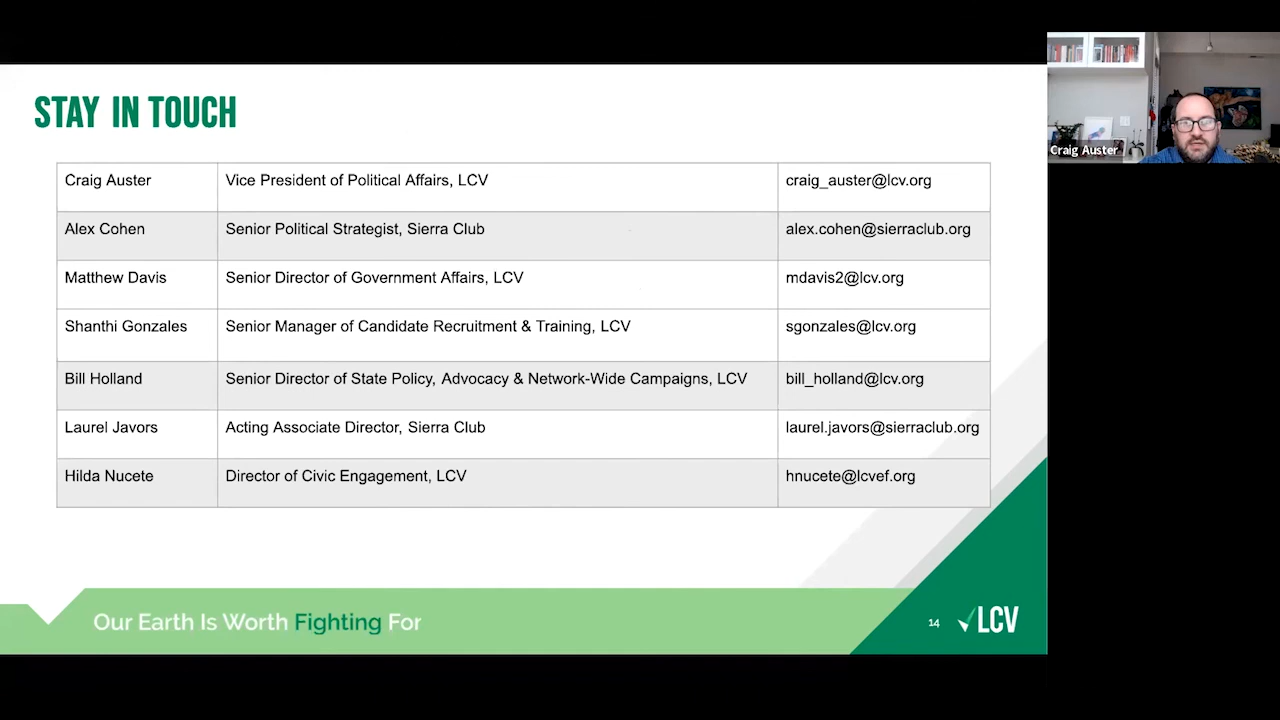 STAY IN TOUCH
Craig Auster
Craig Auster Vice President of Political Affairs, LCV craig_auster@lcv.org
Alex Cohen Senior Political Strategist, Sierra Club alex.cohen@sierraclub.org
Matthew Davis Senior Director of Government Affairs, LCV mdavis2@lcv.org
Shanthi Gonzales Senior Manager of Candidate Recruitment & Training, LCV sgonzales@lcv.org
Bill Holland Senior Director of State Policy, Advocacy & Network-Wide Campaigns, LCV bill_holland@lcv.org
Laurel Javors Acting Associate Director, Sierra Club laurel.javors@sierraclub.org
Hilda Nucete Director of Civic Engagement, LCV hnucete@lcvef.org
Our Earth Is Worth Fighting For
14 LCV